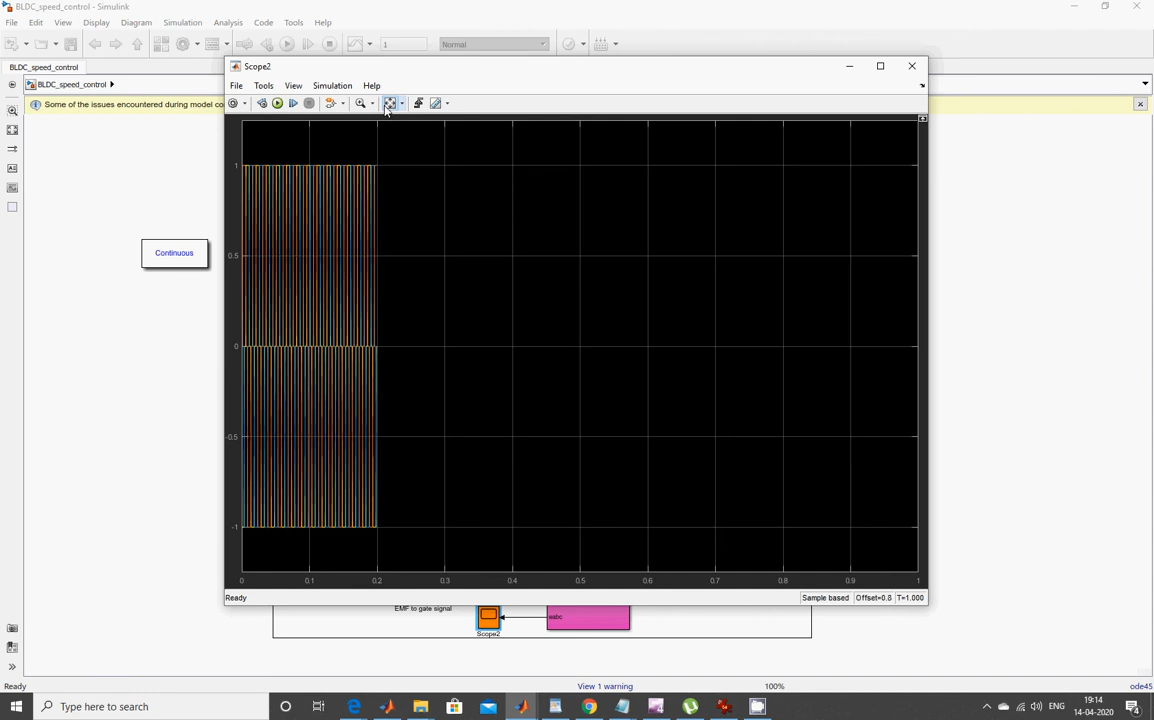 BLDC_speed_control - Simulink
File Edit View Display Diagram Simulation Analysis Code Tools Help
1 Normal
BLDC_speed_control
BLDC_speed_control
Some of the issues encountered during model co
Continuous
Scope2
File Tools View Simulation Help
1
0.5
0
-0.5
-1
0 0.1 0.2 0.3 0.4 0.5 0.6 0.7 0.8 0.9 1
Ready Sample based Offset=0.8 T=1.000
EMF to gate signal
eabc
Scope2
Ready View 1 warning 100% ode45
Type here to search
ENG
19:14
14-04-2020
4